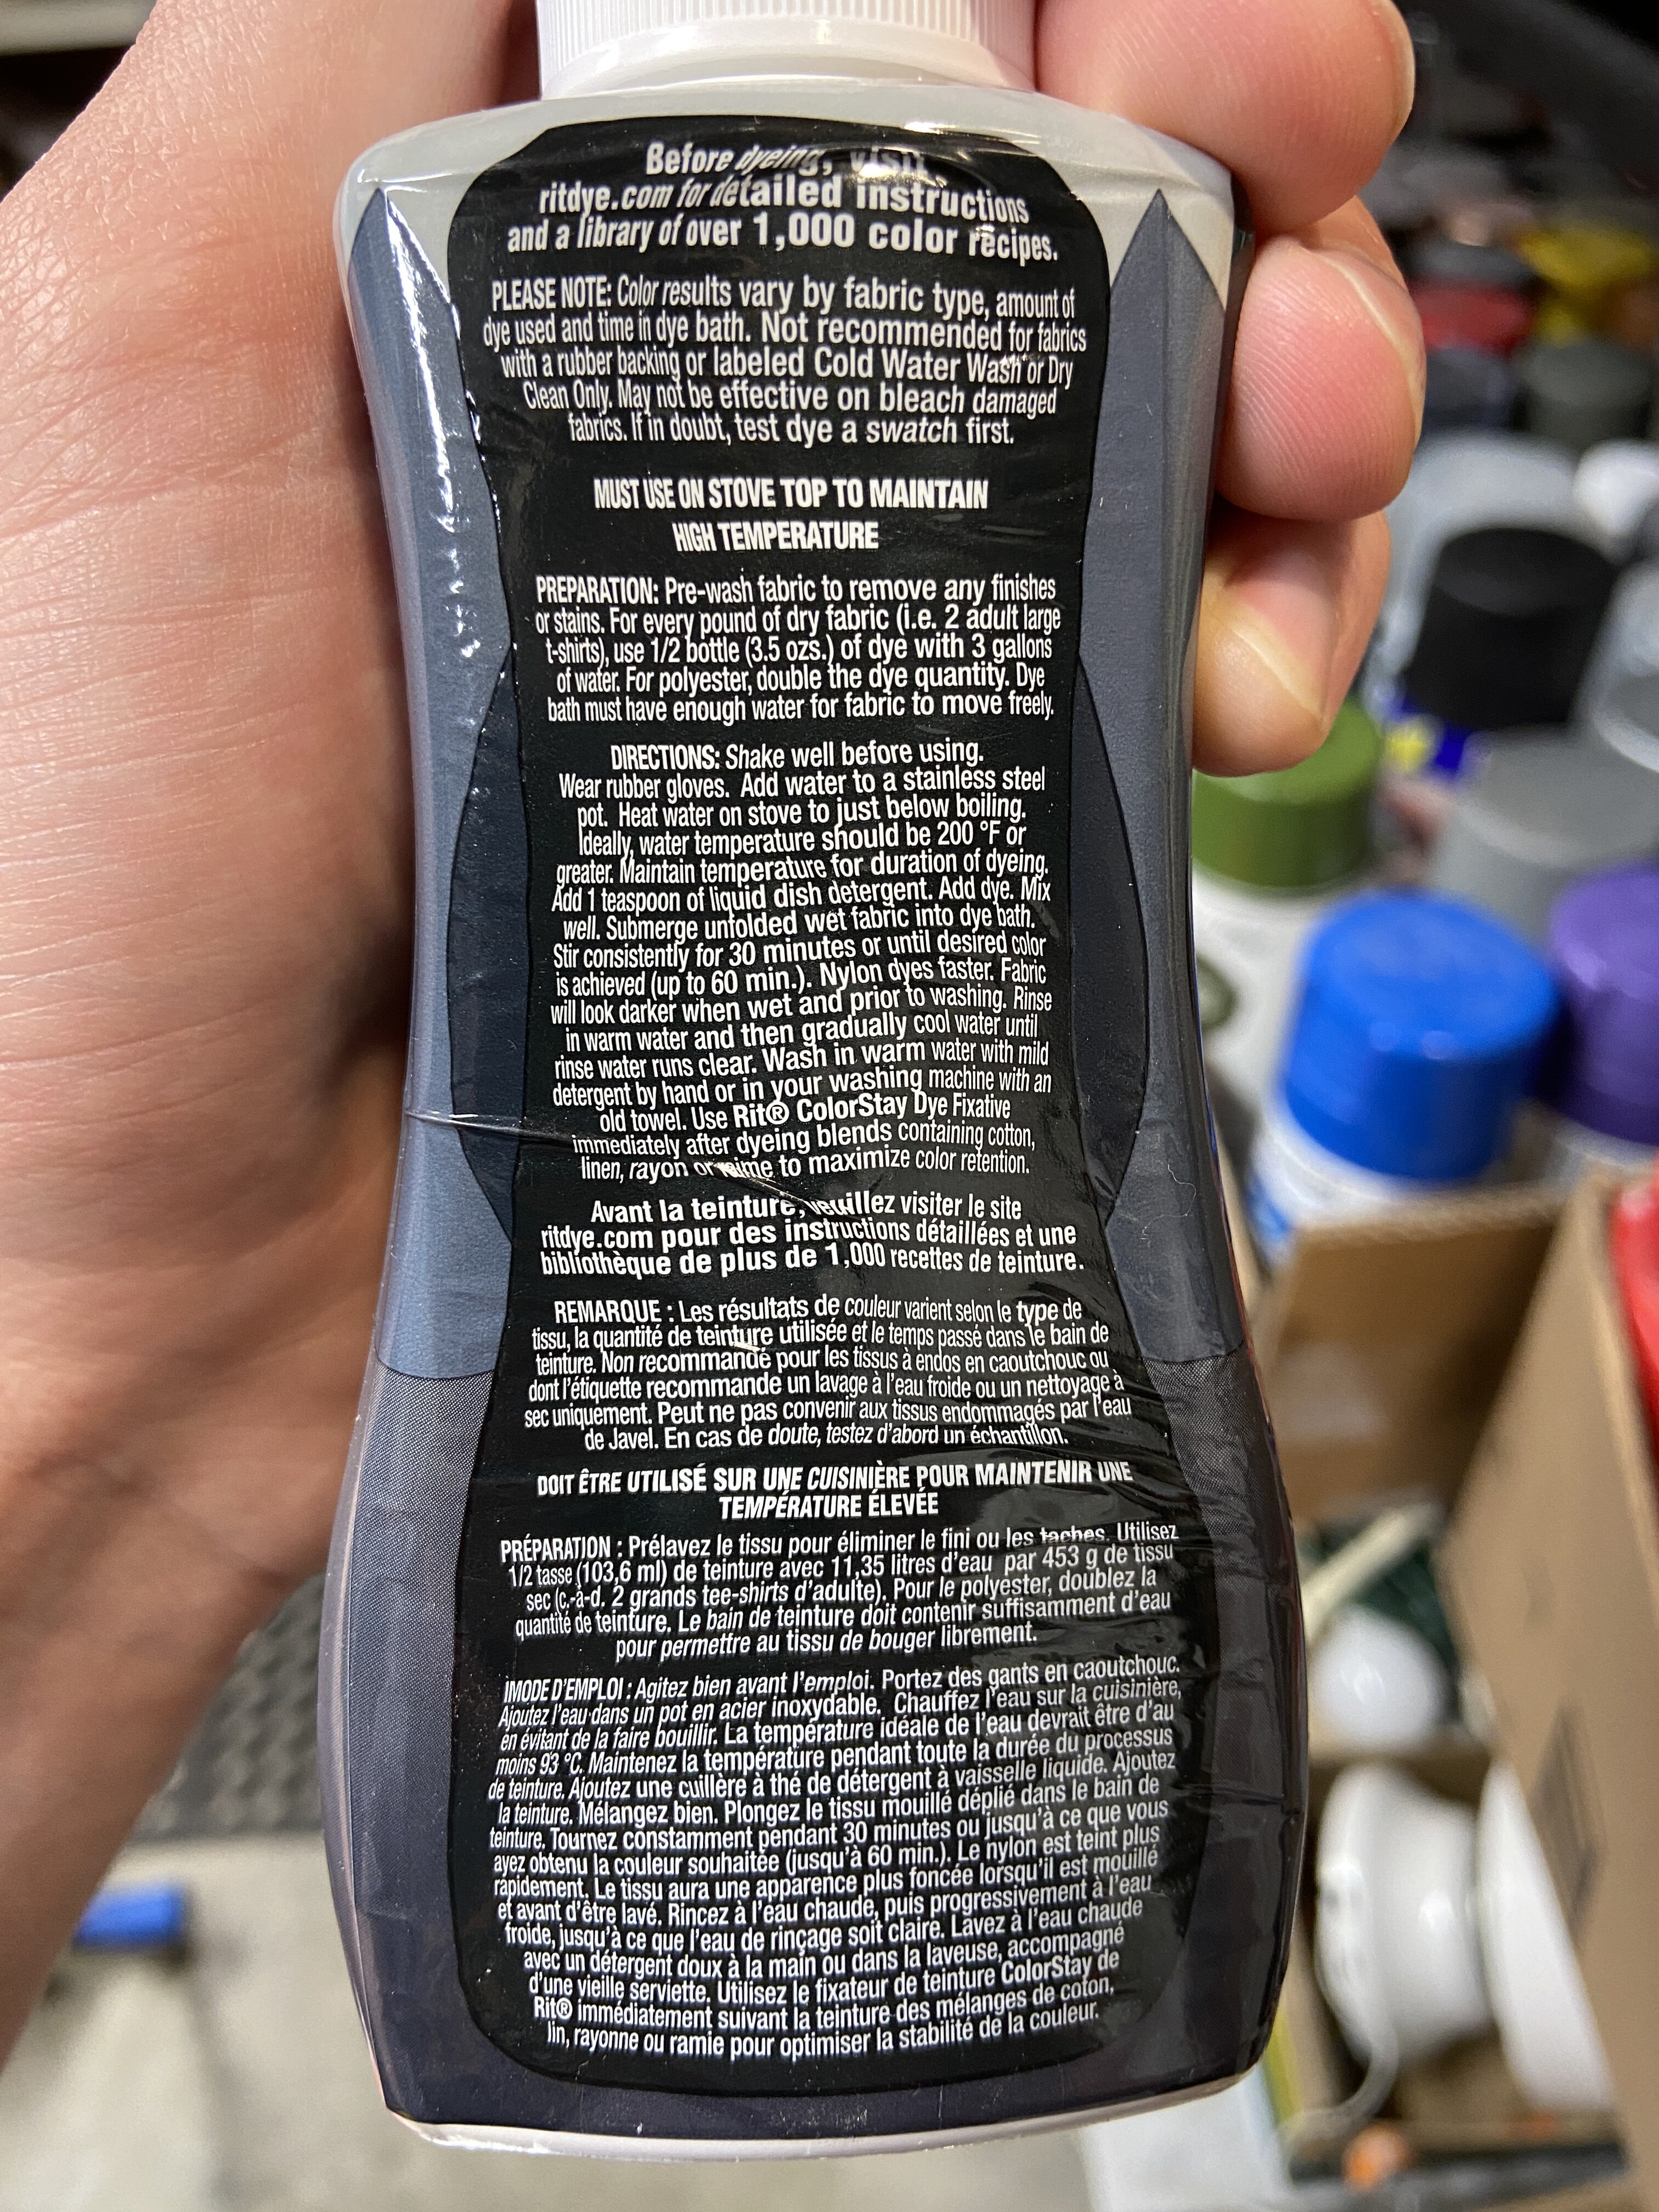 Before dyeing, visit
ritdye.com for detailed instructions
and a library of over 1,000 color recipes.
PLEASE NOTE: Color results vary by fabric type, amount of
dye used and time in dye bath. Not recommended for fabrics
with a rubber backing or labeled Cold Water Wash or Dry
Clean Only. May not be effective on bleach damaged
fabrics. If in doubt, test dye a swatch first.
MUST USE ON STOVE TOP TO MAINTAIN
HIGH TEMPERATURE
PREPARATION: Pre-wash fabric to remove any finishes
or stains. For every pound of dry fabric (i.e. 2 adult large
t-shirts), use 1/2 bottle (3.5 ozs.) of dye with 3 gallons
of water. For polyester, double the dye quantity. Dye
bath must have enough water for fabric to move freely.
DIRECTIONS: Shake well before using.
Wear rubber gloves. Add water to a stainless steel
pot. Heat water on stove to just below boiling.
Ideally, water temperature should be 200 °F or
greater. Maintain temperature for duration of dyeing.
Add 1 teaspoon of liquid dish detergent. Add dye. Mix
well. Submerge unfolded wet fabric into dye bath.
Stir consistently for 30 minutes or until desired color
is achieved (up to 60 min.). Nylon dyes faster. Fabric
will look darker when wet and prior to washing. Rinse
in warm water and then gradually cool water until
rinse water runs clear. Wash in warm water with mild
detergent by hand or in your washing machine with an
old towel. Use Rit® ColorStay Dye Fixative
immediately after dyeing blends containing cotton,
linen, rayon or to maximize color retention.
Avant la teinture, veuillez visiter le site
ritdye.com pour des instructions détaillées et une
bibliothèque de plus de 1,000 recettes de teinture.
REMARQUE : Les résultats de couleur varient selon le type de
tissu, la quantité de teinture utilisée et le temps passé dans le bain de
teinture. Non recommandé pour les tissus à endos en caoutchouc ou
dont l'étiquette recommande un lavage à l'eau froide ou un nettoyage à
sec uniquement. Peut ne pas convenir aux tissus endommagés par l'eau
de Javel. En cas de doute, testez d'abord un échantillon.
DOIT ÊTRE UTILISÉ SUR UNE CUISINIÈRE POUR MAINTENIR UNE
TEMPÉRATURE ÉLEVÉE
PRÉPARATION : Prélavez le tissu pour éliminer le fini ou les taches. Utilisez
1/2 tasse (103,6 ml) de teinture avec 11,35 litres d'eau par 453 g de tissu
sec (c.-à-d. 2 grands tee-shirts d'adulte). Pour le polyester, doublez la
quantité de teinture. Le bain de teinture doit contenir suffisamment d'eau
pour permettre au tissu de bouger librement.
IMODE D'EMPLOI : Agitez bien avant l'emploi. Portez des gants en caoutchouc.
Ajoutez l'eau dans un pot en acier inoxydable. Chauffez l'eau sur la cuisinière,
en évitant de la faire bouillir. La température idéale de l'eau devrait être d'au
moins 93 °C. Maintenez la température pendant toute la durée du processus
de teinture. Ajoutez une cuillère à thé de détergent à vaisselle liquide. Ajoutez
la teinture. Mélangez bien. Plongez le tissu mouillé déplié dans le bain de
teinture. Tournez constamment pendant 30 minutes ou jusqu'à ce que vous
ayez obtenu la couleur souhaitée (jusqu'à 60 min.). Le nylon est teint plus
rapidement. Le tissu aura une apparence plus foncée lorsqu'il est mouillé
et avant d'être lavé. Rincez à l'eau chaude, puis progressivement à l'eau
froide, jusqu'à ce que l'eau de rinçage soit claire. Lavez à l'eau chaude
avec un détergent doux à la main ou dans la laveuse, accompagné
d'une vieille serviette. Utilisez le fixateur de teinture ColorStay de
Rit® immédiatement suivant la teinture des mélanges de coton,
lin, rayonne ou ramie pour optimiser la stabilité de la couleur.